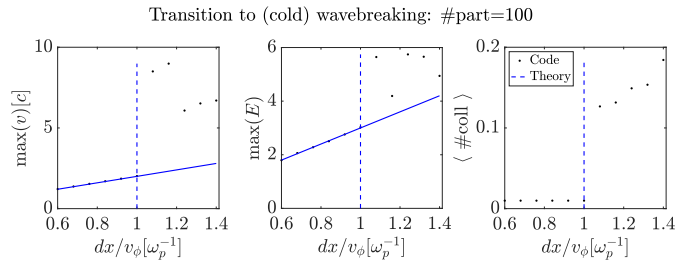 Transition to (cold) wavebreaking: #part=100
max(v)[c]
10
5
0
0.6 0.8 1 1.2 1.4
dx/v_ϕ[ω_p^{-1}]
max(E)
6
4
2
0
0.6 0.8 1 1.2 1.4
dx/v_ϕ[ω_p^{-1}]
⟨ #coll ⟩
0.2
0.1
0
0.6 0.8 1 1.2 1.4
dx/v_ϕ[ω_p^{-1}]
Code
Theory